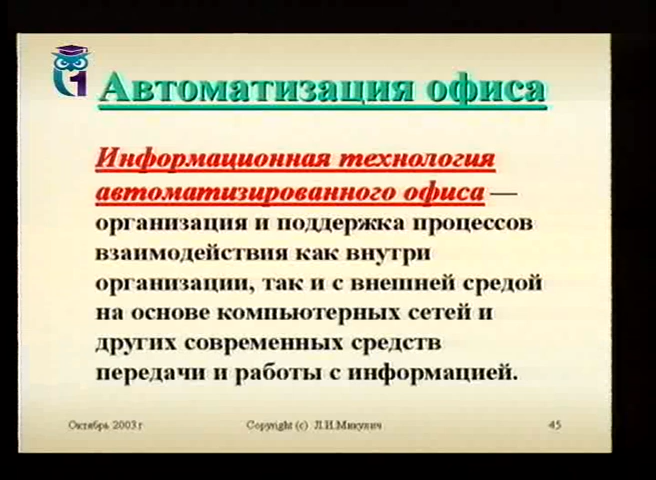 1
Автоматизация офиса
Информационная технология
автоматизированного офиса —
организация и поддержка процессов
взаимодействия как внутри
организации, так и с внешней средой
на основе компьютерных сетей и
других современных средств
передачи и работы с информацией.
Октябрь 2003 г Copyright (c) Л.И.Микулич 45